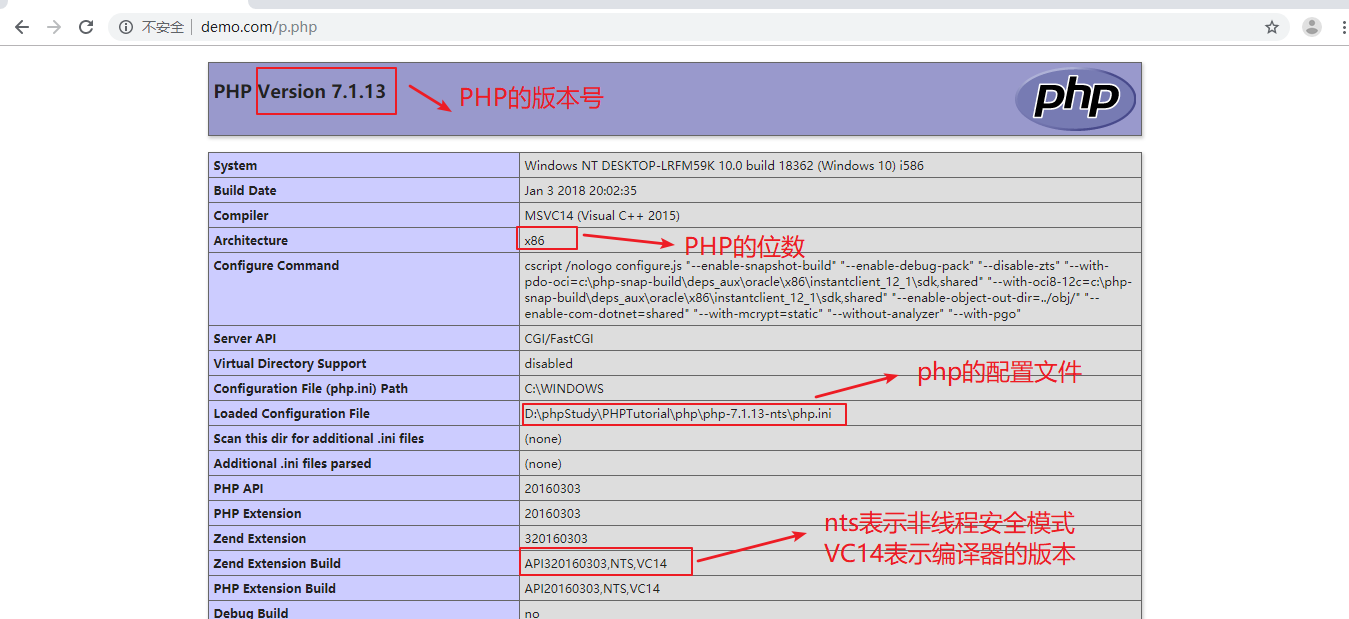 不安全 demo.com/p.php
PHP Version 7.1.13
PHP的版本号
php
System Windows NT DESKTOP-LRFM59K 10.0 build 18362 (Windows 10) i586
Build Date Jan 3 2018 20:02:35
Compiler MSVC14 (Visual C++ 2015)
Architecture x86
PHP的位数
Configure Command cscript /nologo configure.js "--enable-snapshot-build" "--enable-debug-pack" "--disable-zts" "--with-
pdo-oci=c:\php-snap-build\deps_aux\oracle\x86\instantclient_12_1\sdk,shared" "--with-oci8-12c=c:\php-
snap-build\deps_aux\oracle\x86\instantclient_12_1\sdk,shared" "--enable-object-out-dir=../obj/" "--
enable-com-dotnet=shared" "--with-mcrypt=static" "--without-analyzer" "--with-pgo"
Server API CGI/FastCGI
Virtual Directory Support disabled
php的配置文件
Configuration File (php.ini) Path C:\WINDOWS
Loaded Configuration File D:\phpStudy\PHPTutorial\php\php-7.1.13-nts\php.ini
Scan this dir for additional .ini files (none)
Additional .ini files parsed (none)
PHP API 20160303
PHP Extension 20160303
nts表示非线程安全模式
Zend Extension 320160303
VC14表示编译器的版本
Zend Extension Build API320160303,NTS,VC14
PHP Extension Build API20160303,NTS,VC14
Debug Build no